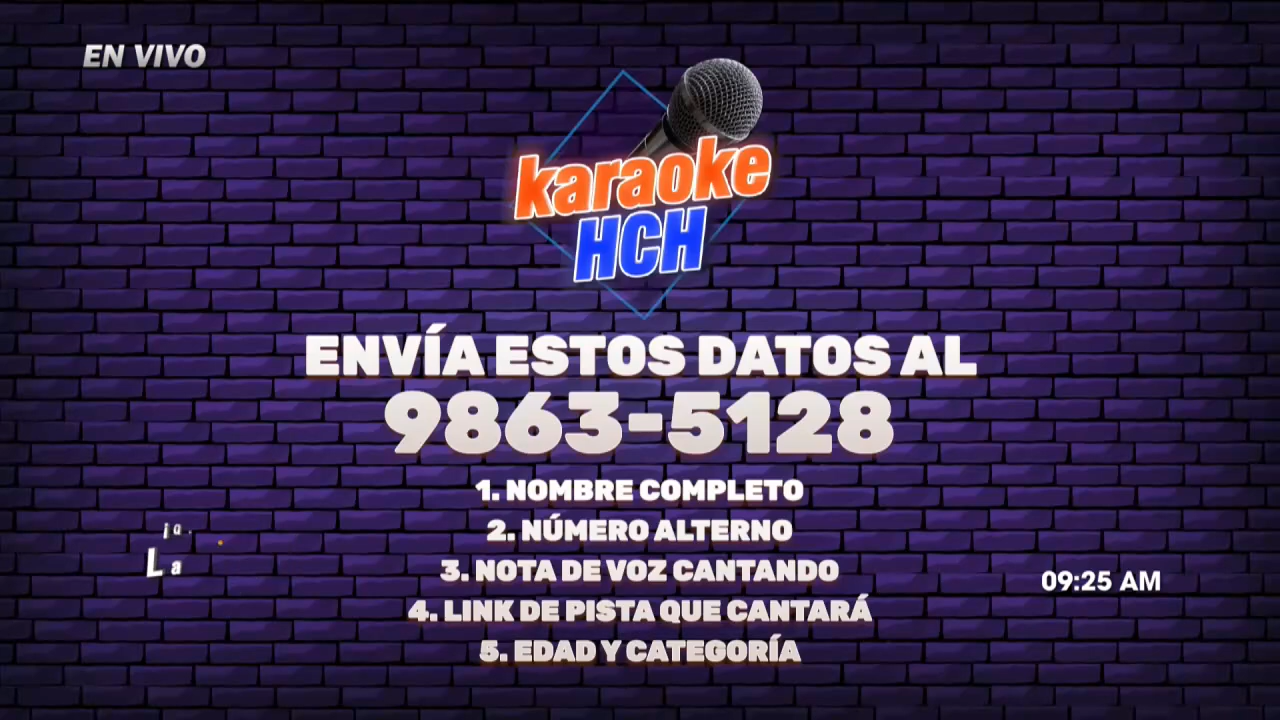 EN VIVO
karaoke
HCH
ENVÍA ESTOS DATOS AL
9863-5128
1. NOMBRE COMPLETO
2. NÚMERO ALTERNO
3. NOTA DE VOZ CANTANDO
4. LINK DE PISTA QUE CANTARÁ
5. EDAD Y CATEGORÍA
La
09:25 AM